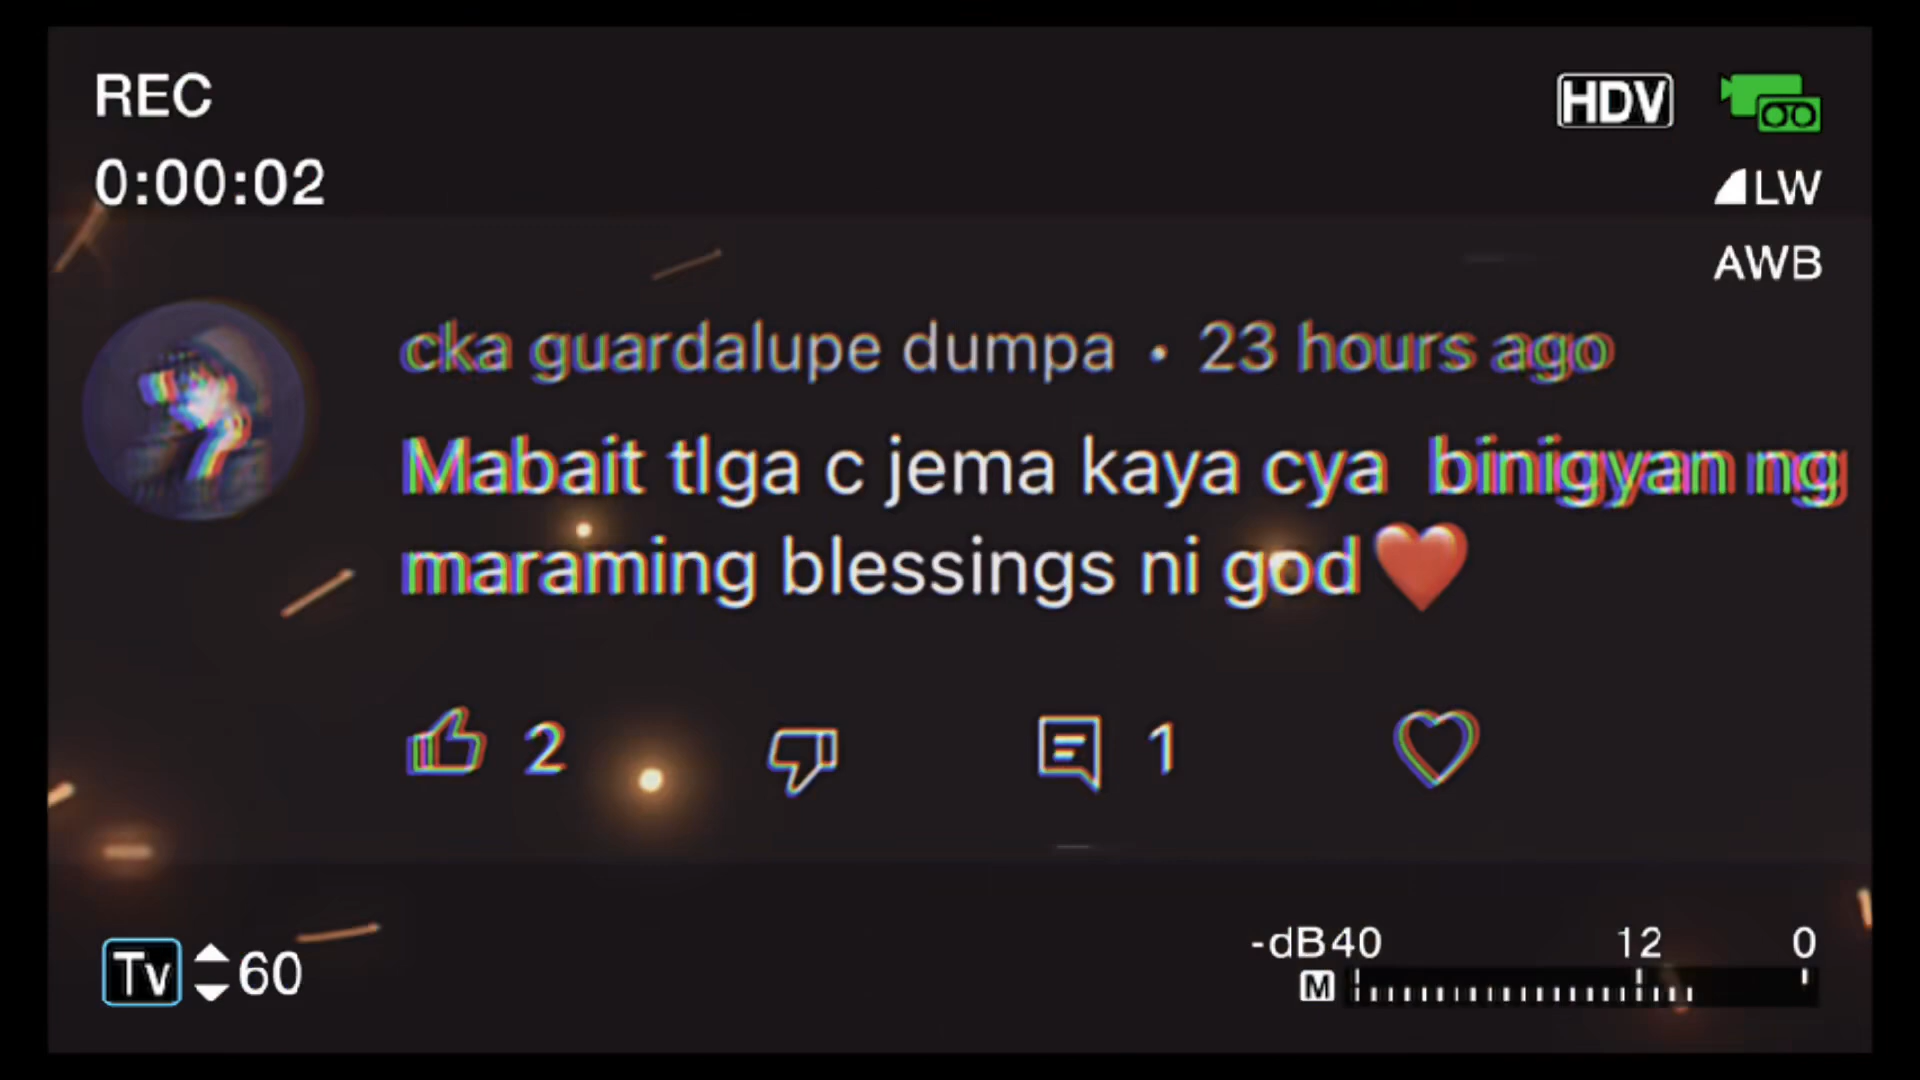 REC
HDV
0:00:02
LW
AWB
cka guardalupe dumpa • 23 hours ago
Mabait tlga c jema kaya cya binigyan ng
maraming blessings ni god❤️
2
1
-dB40 12 0
M
Tv 60